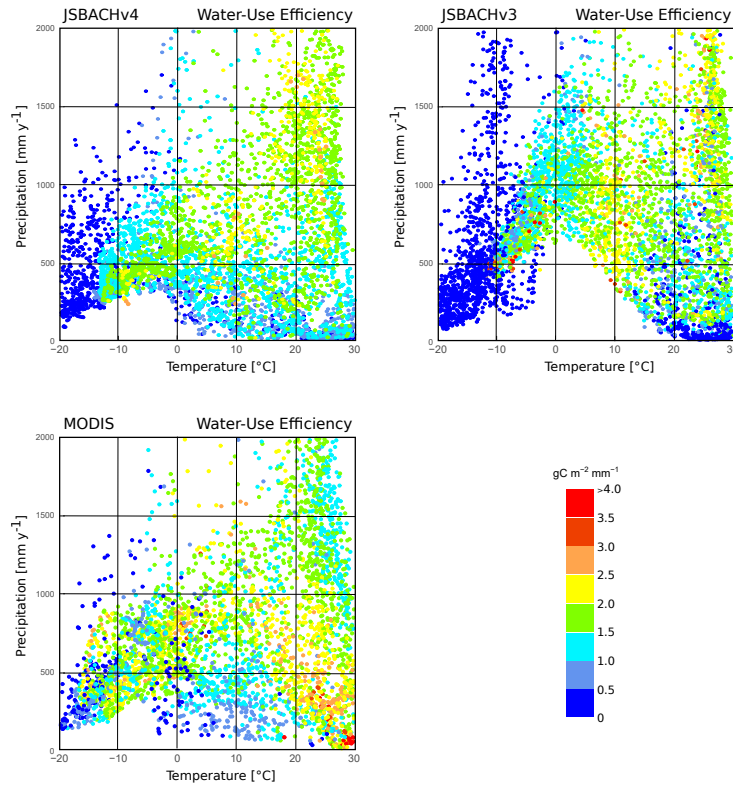 JSBACHv4 Water-Use Efficiency
2000
1500
1000
500
0
Precipitation [mm y⁻¹]
−20 −10 0 10 20 30
Temperature [°C]
JSBACHv3 Water-Use Efficiency
2000
1500
1000
500
0
Precipitation [mm y⁻¹]
−20 −10 0 10 20 30
Temperature [°C]
MODIS Water-Use Efficiency
2000
1500
1000
500
0
Precipitation [mm y⁻¹]
−20 −10 0 10 20 30
Temperature [°C]
gC m⁻² mm⁻¹
>4.0
3.5
3.0
2.5
2.0
1.5
1.0
0.5
0